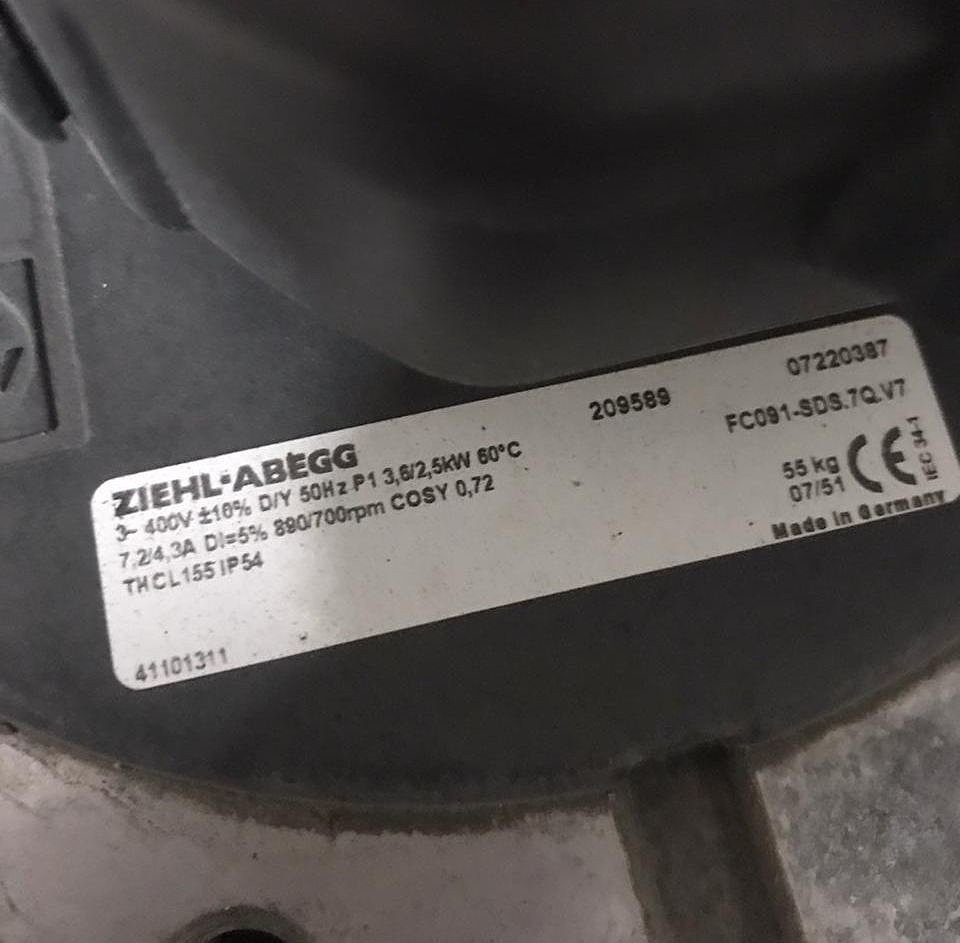 ZIEHL-ABEGG 209589 07220387
3~ 400V ±10% D/Y 50Hz P1 3,6/2,5kW 60°C FC091-SDS.7Q.V7
7,2/4,3A DI=5% 890/700rpm COSY 0,72 55 kg
THCL155 IP54 07/51
CE IEC 34-1
Made in Germany
41101311